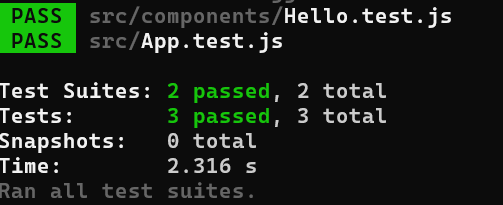 PASS src/components/Hello.test.js
PASS src/App.test.js
Test Suites: 2 passed, 2 total
Tests: 3 passed, 3 total
Snapshots: 0 total
Time: 2.316 s
Ran all test suites.